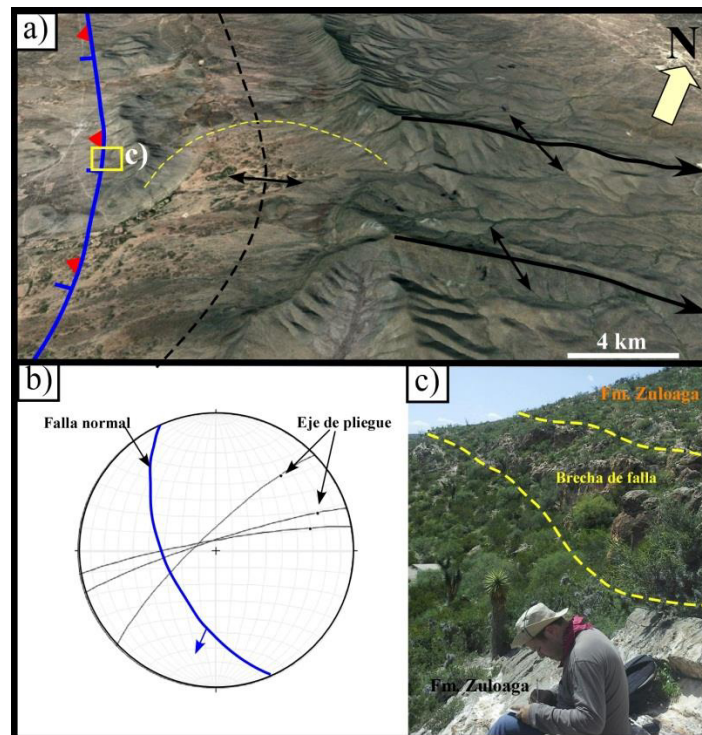 a)
N
c)
4 km
b)
Falla normal
Eje de pliegue
c)
Fm. Zuloaga
Brecha de falla
Fm. Zuloaga